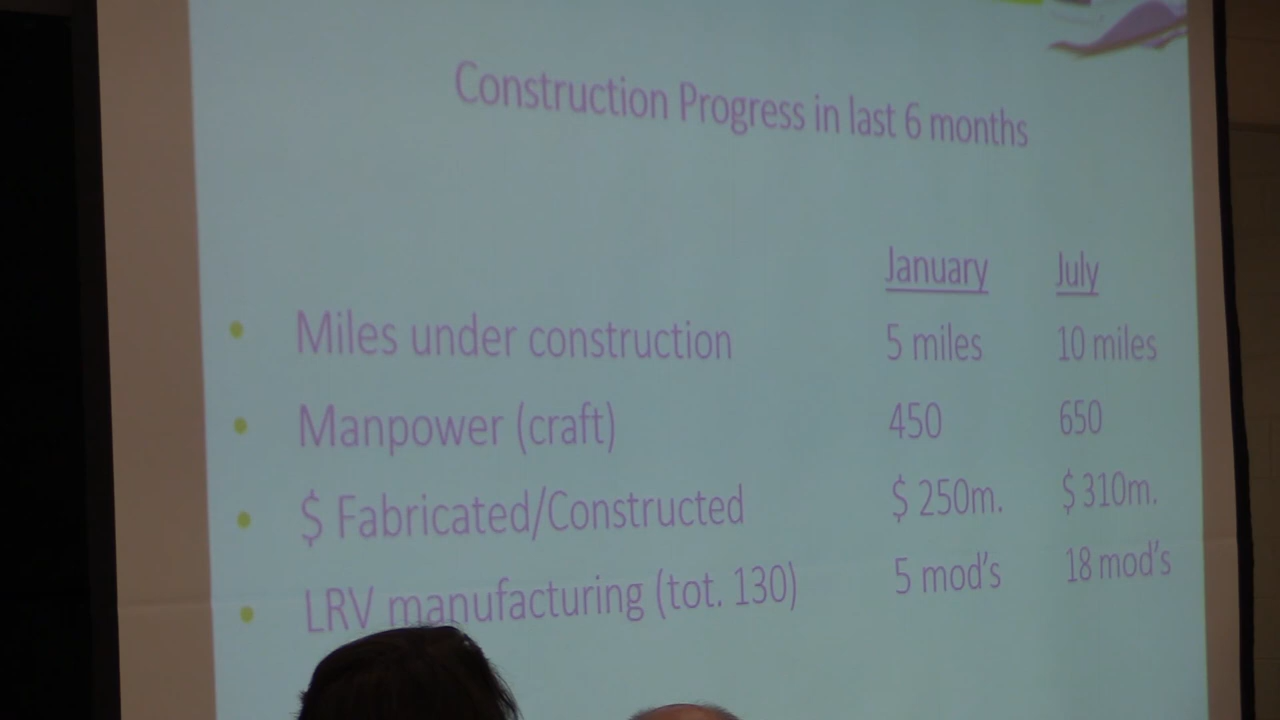 Construction Progress in last 6 months
January July
• Miles under construction 5 miles 10 miles
• Manpower (craft) 450 650
• $ Fabricated/Constructed $ 250m. $ 310m.
• LRV manufacturing (tot. 130) 5 mod's 18 mod's